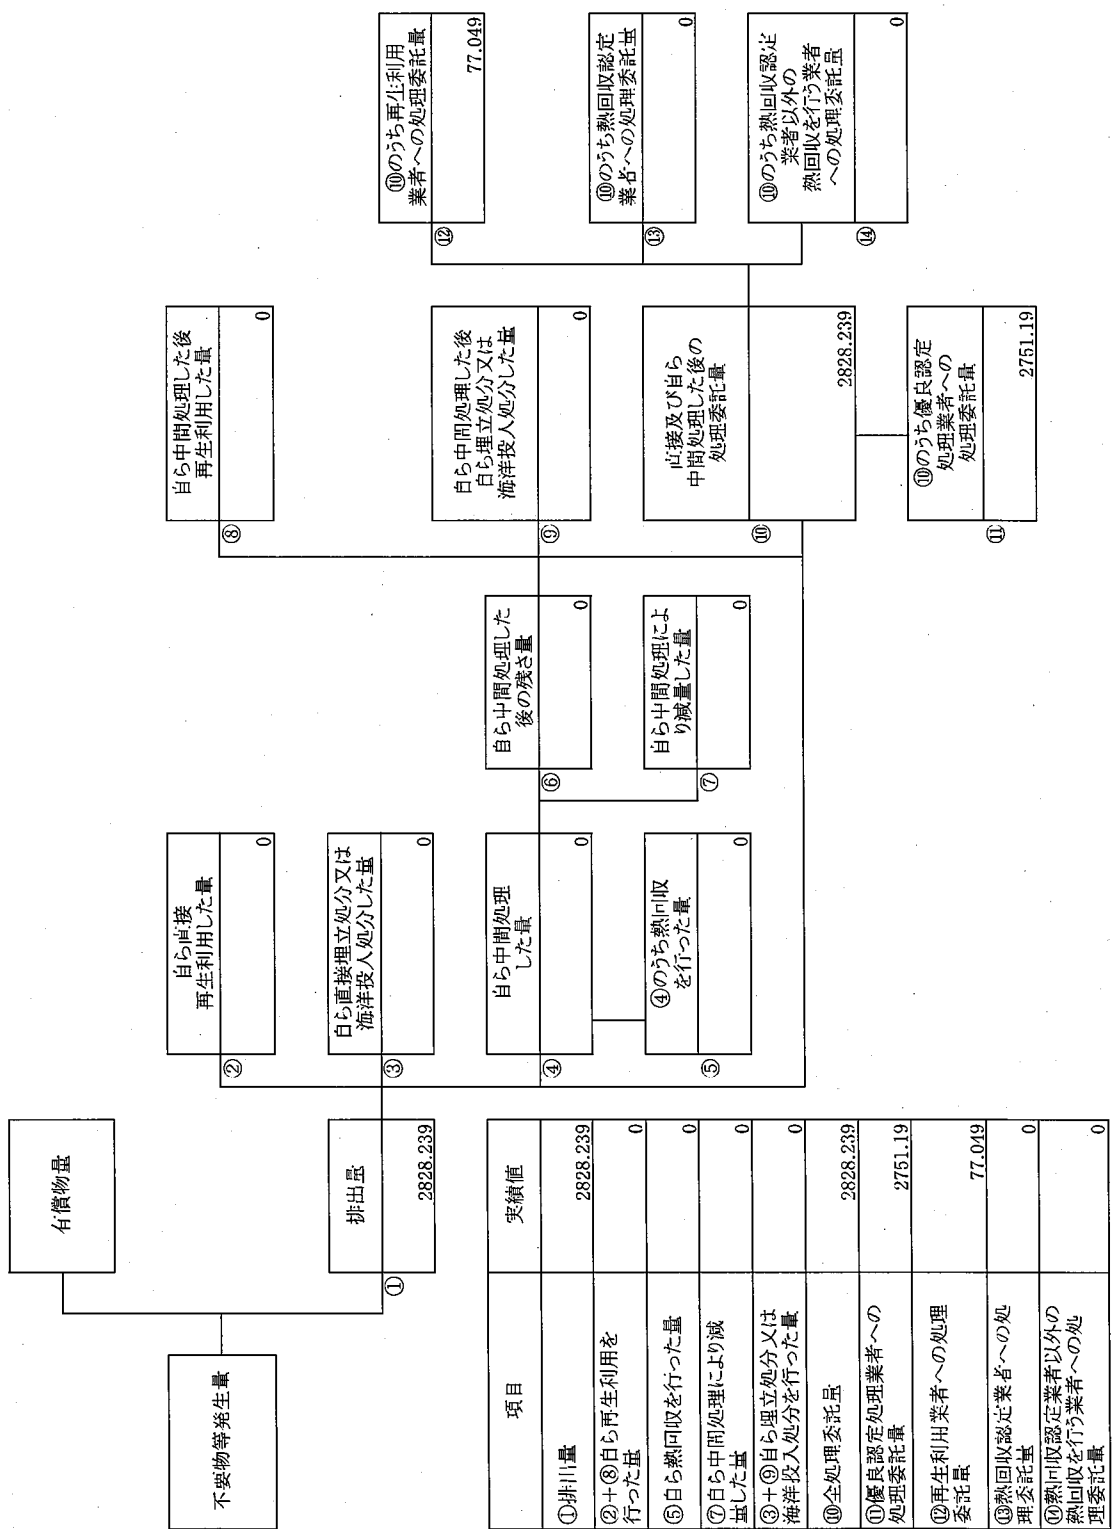 不要物等発生量
有償物量
①
排出量
2828.239
②
自ら直接
再生利用した量
0
③
自ら直接埋立処分又は
海洋投入処分した量
0
④
自ら中間処理
した量
0
⑤
④のうち熱回収
を行った量
0
⑥
自ら中間処理した
後の残さ量
0
⑦
自ら中間処理によ
り減量した量
0
⑧
自ら中間処理した後
再生利用した量
0
⑨
自ら中間処理した後
自ら埋立処分又は
海洋投入処分した量
0
⑩
直接及び自ら
中間処理した後の
処理委託量
2828.239
⑪
⑩のうち優良認定
処理業者への
処理委託量
2751.19
⑫
⑩のうち再生利用
業者への処理委託量
77.049
⑬
⑩のうち熱回収認定
業者への処理委託量
0
⑭
⑩のうち熱回収認定
業者以外の
熱回収を行う業者
への処理委託量
0
項目 実績値
①排出量 2828.239
②+⑧自ら再生利用を
行った量 0
⑤自ら熱回収を行った量 0
⑦自ら中間処理により減
量した量 0
③+⑨自ら埋立処分又は
海洋投入処分を行った量 0
⑩全処理委託量 2828.239
⑪優良認定処理業者への
処理委託量 2751.19
⑫再生利用業者への処理
委託量 77.049
⑬熱回収認定業者への処
理委託量 0
⑭熱回収認定業者以外の
熱回収を行う業者への処
理委託量 0